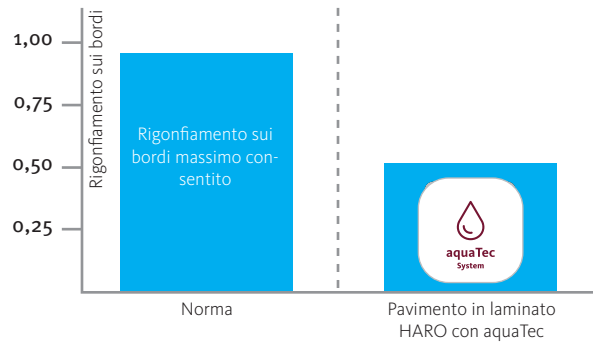 1,00
0,75
0,50
0,25
Rigonfiamento sui bordi
Rigonfiamento sui
bordi massimo con-
sentito
aquaTec
System
Norma
Pavimento in laminato
HARO con aquaTec